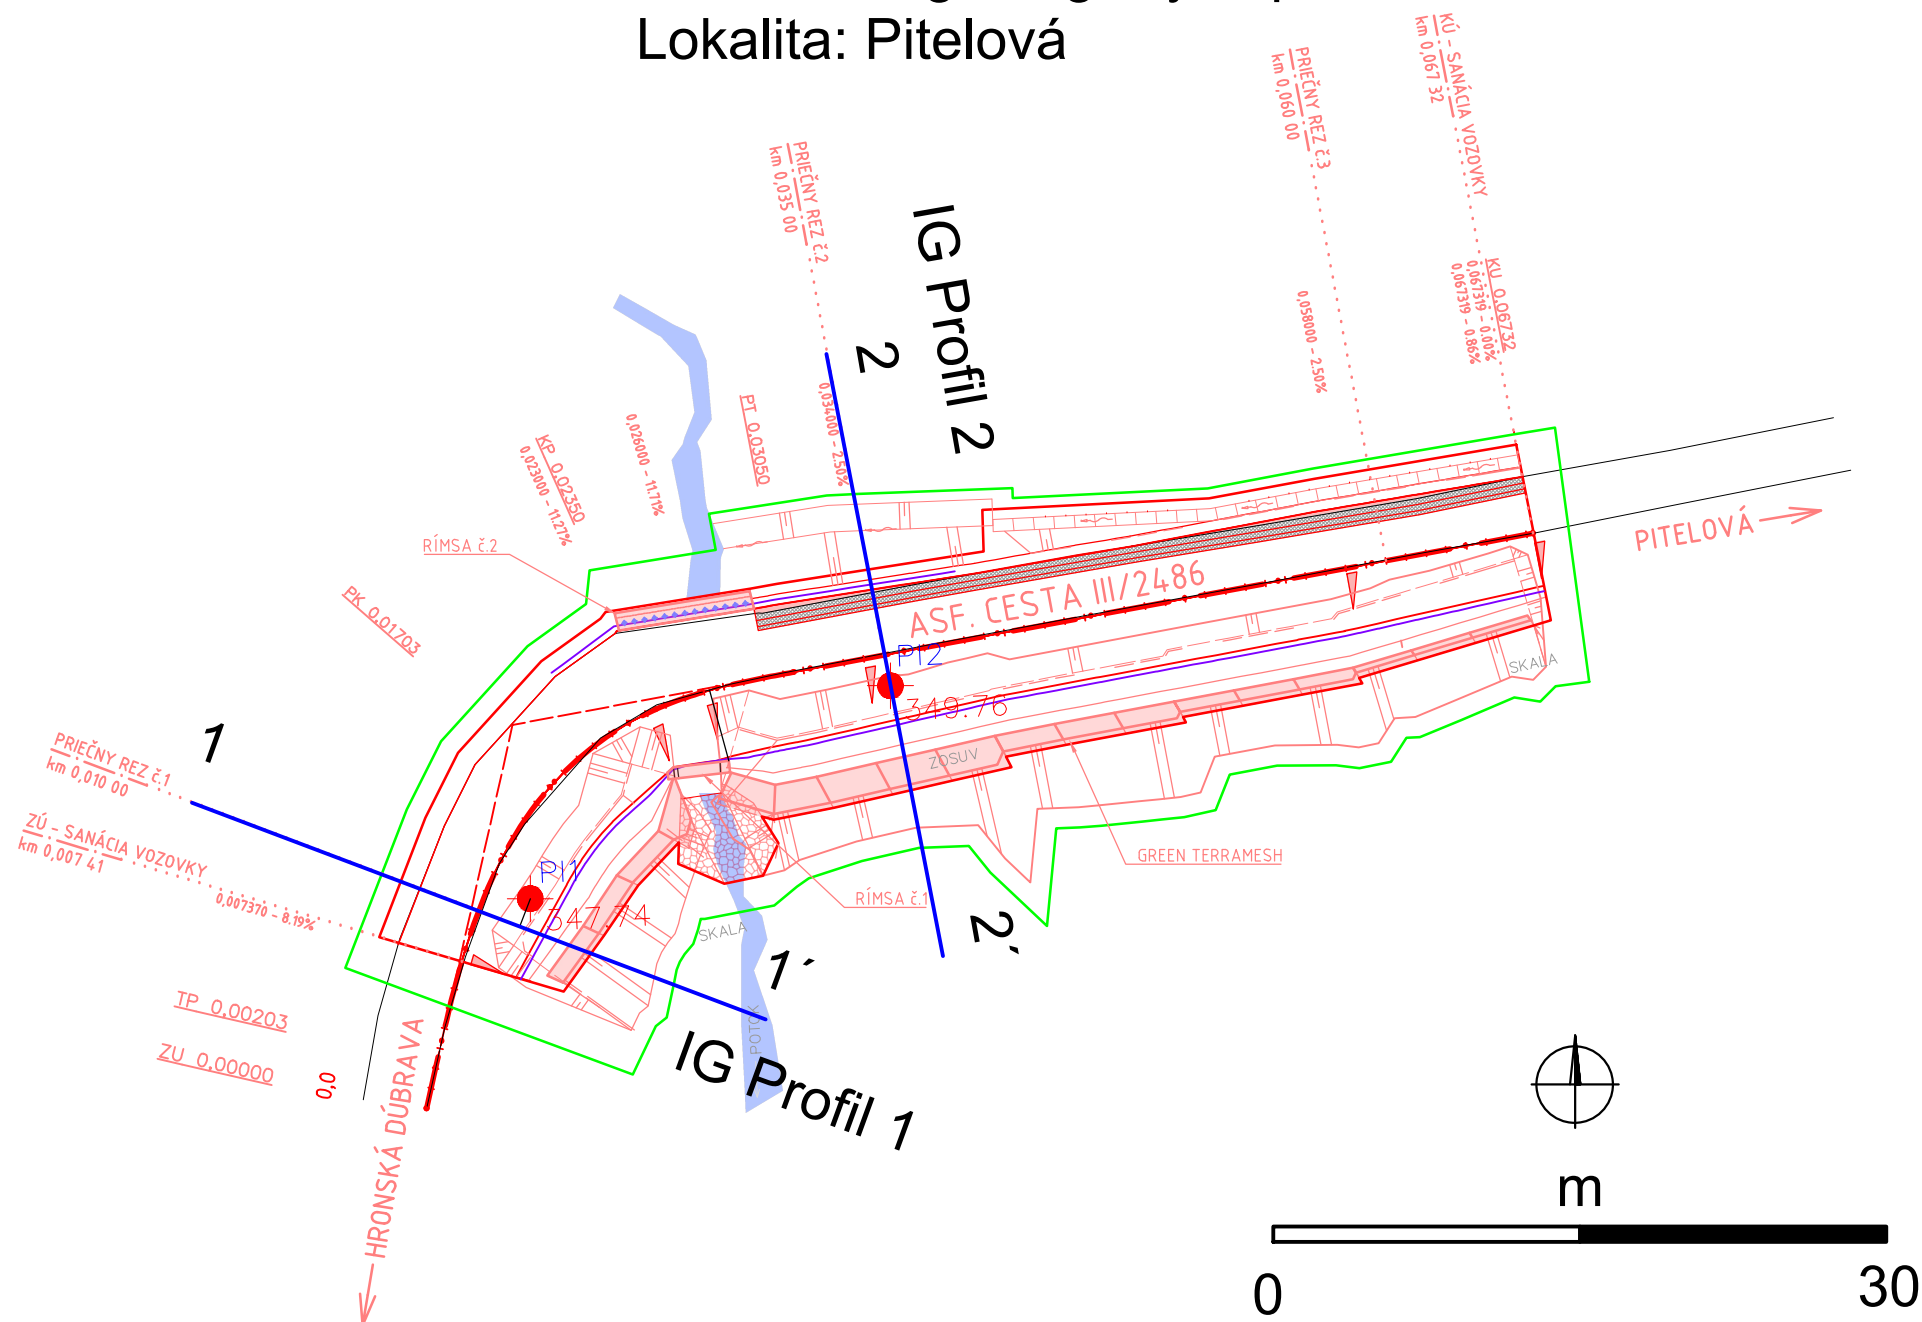 Lokalita: Pitelová
KÚ - SANÁCIA VOZOVKY
km 0,067 32
PRIEČNY REZ č.3
km 0,060 00
PRIEČNY REZ č.2
km 0,035 00
IG Profil 2
2
KU 0,06732
0,067319 - 0.00%
0,067319 - 0.86%
0,058000 - 2.50%
0,034000 - 2.50%
PT 0,03050
0,026000 - 11.71%
KP 0,02350
0,023000 - 11.27%
RÍMSA č.2
PK 0,01703
PITELOVÁ
ASF. CESTA III/2486
PI2
349.76
SKALA
ZOSUV
GREEN TERRAMESH
RÍMSA č.1
1
PRIEČNY REZ č.1
km 0,010 00
ZÚ - SANÁCIA VOZOVKY
km 0,007 41
0,007370 - 8.19%
PI1
347.74
SKALA
2´
1´
POTOK
IG Profil 1
TP 0,00203
ZU 0,00000
0,0
HRONSKÁ DÚBRAVA
m
0
30